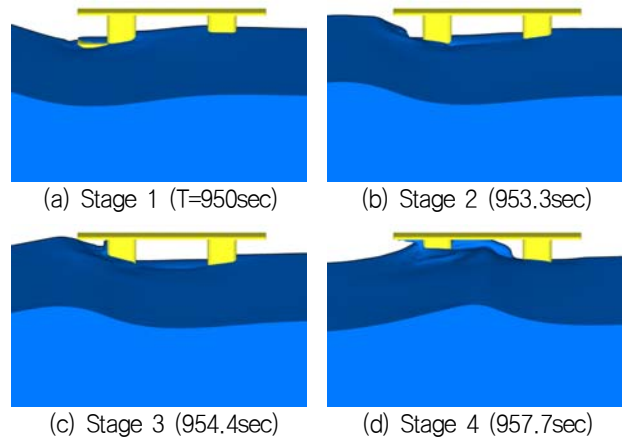 (a) Stage 1 (T=950sec)
(b) Stage 2 (953.3sec)
(c) Stage 3 (954.4sec)
(d) Stage 4 (957.7sec)